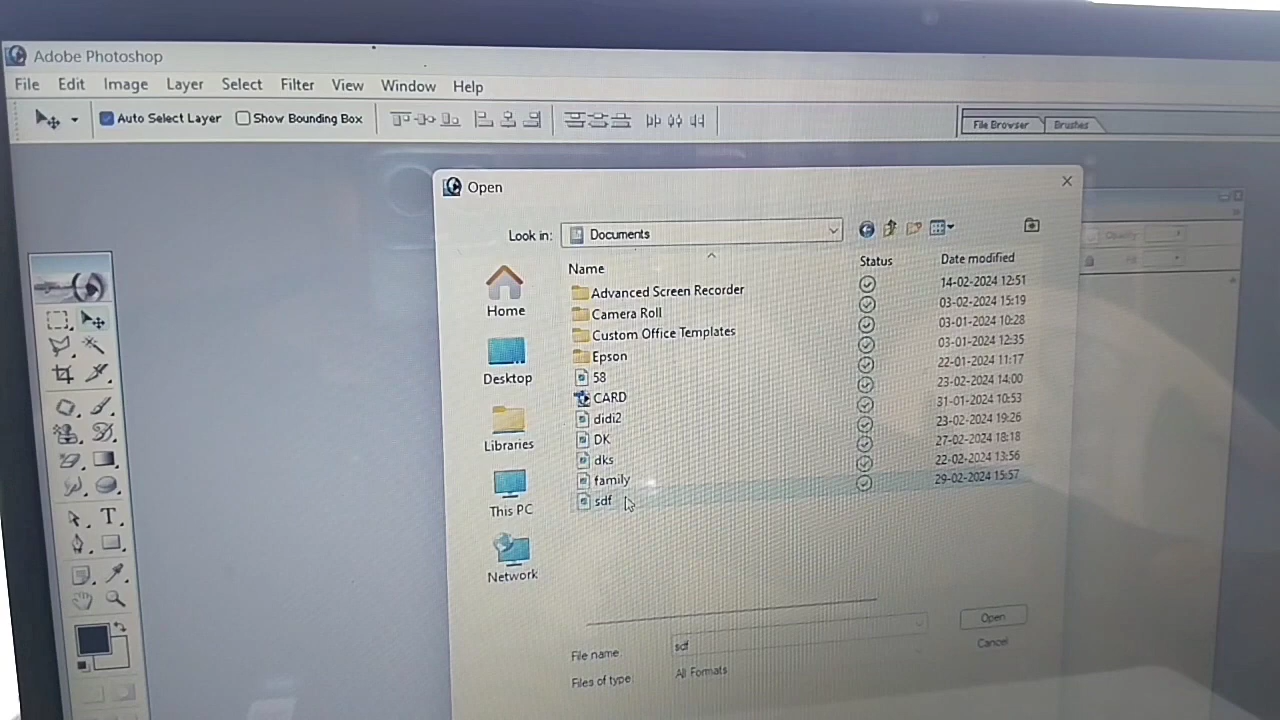 Adobe Photoshop
File Edit Image Layer Select Filter View Window Help
Auto Select Layer Show Bounding Box File Browser Brushes
Open
Look in: Documents
Name Status Date modified
Advanced Screen Recorder 14-02-2024 12:51
Camera Roll 03-02-2024 15:19
Custom Office Templates 03-01-2024 10:28
Epson 03-01-2024 12:35
58 22-01-2024 11:17
CARD 23-02-2024 14:00
didi2 31-01-2024 10:53
DK 23-02-2024 19:26
dks 27-02-2024 18:18
family 22-02-2024 13:56
sdf 29-02-2024 15:57
Home
Desktop
Libraries
This PC
Network
File name: sdf Open
Files of type: All Formats Cancel
Opacity: